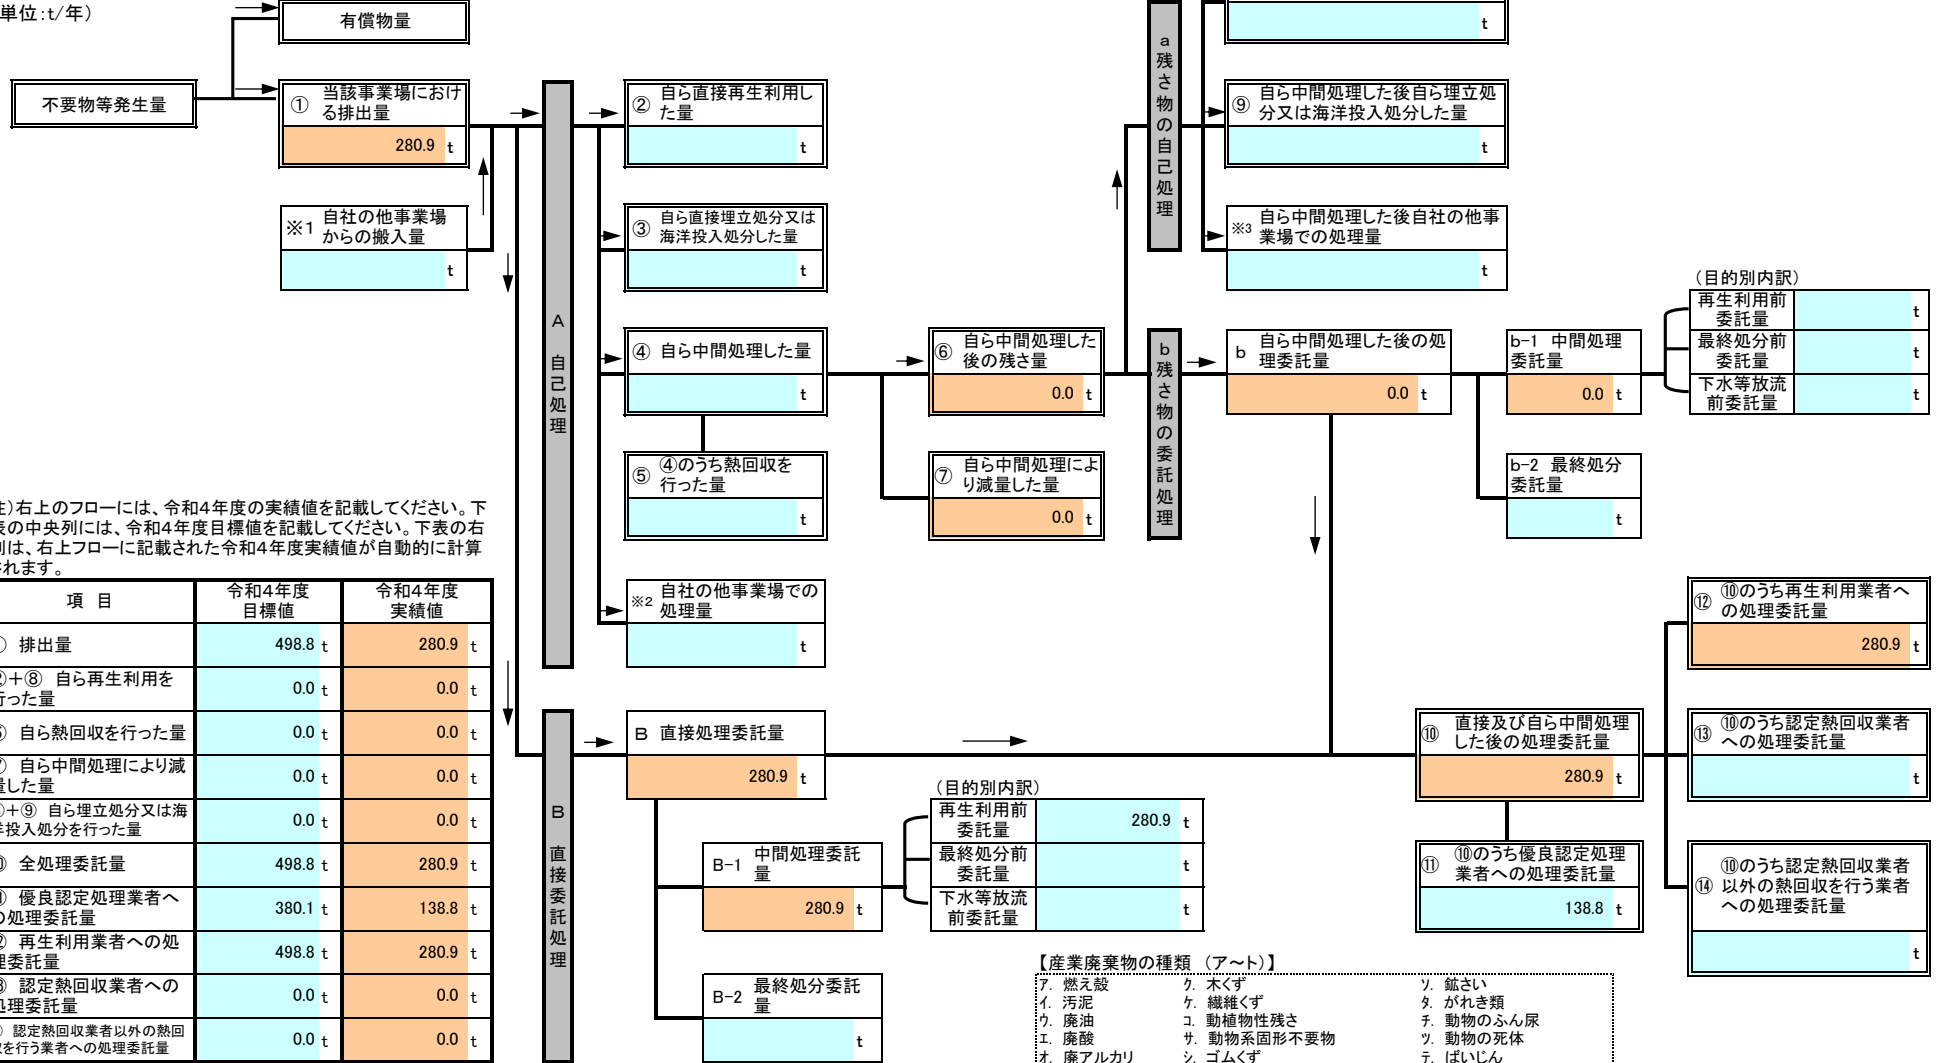 単位:t/年)
有償物量
不要物等発生量
① 当該事業場におけ
る排出量
280.9 t
※1 自社の他事業場
からの搬入量
t
A 自己処理
② 自ら直接再生利用し
た量
t
③ 自ら直接埋立処分又は
海洋投入処分した量
t
④ 自ら中間処理した量
t
⑤ ④のうち熱回収を
行った量
t
※2 自社の他事業場での
処理量
t
⑥ 自ら中間処理した
後の残さ量
0.0 t
⑦ 自ら中間処理によ
り減量した量
0.0 t
a 残さ物の自己処理
t
⑨ 自ら中間処理した後自ら埋立処
分又は海洋投入処分した量
t
※3 自ら中間処理した後自社の他事
業場での処理量
t
b 残さ物の委託処理
b 自ら中間処理した後の処
理委託量
0.0 t
b-1 中間処理
委託量
0.0 t
b-2 最終処分
委託量
t
(目的別内訳)
再生利用前
委託量
t
最終処分前
委託量
t
下水等放流
前委託量
t
)右上のフローには、令和4年度の実績値を記載してください。下
表の中央列には、令和4年度目標値を記載してください。下表の右
列は、右上フローに記載された令和4年度実績値が自動的に計算
されます。
項 目 令和4年度
目標値 令和4年度
実績値
排出量 498.8 t 280.9 t
+⑧ 自ら再生利用を
行った量 0.0 t 0.0 t
自ら熱回収を行った量 0.0 t 0.0 t
自ら中間処理により減
量した量 0.0 t 0.0 t
+⑨ 自ら埋立処分又は海
洋投入処分を行った量 0.0 t 0.0 t
全処理委託量 498.8 t 280.9 t
優良認定処理業者へ
の処理委託量 380.1 t 138.8 t
再生利用業者への処
理委託量 498.8 t 280.9 t
認定熱回収業者への
処理委託量 0.0 t 0.0 t
認定熱回収業者以外の熱回
収を行う業者への処理委託量 0.0 t 0.0 t
B 直接委託処理
B 直接処理委託量
280.9 t
B-1 中間処理委託
量
280.9 t
B-2 最終処分委託
量
t
(目的別内訳)
再生利用前
委託量
280.9 t
最終処分前
委託量
t
下水等放流
前委託量
t
⑩ 直接及び自ら中間処理
した後の処理委託量
280.9 t
⑪ ⑩のうち優良認定処理
業者への処理委託量
138.8 t
⑫ ⑩のうち再生利用業者へ
の処理委託量
280.9 t
⑬ ⑩のうち認定熱回収業者
への処理委託量
t
⑭ ⑩のうち認定熱回収業者
以外の熱回収を行う業者
への処理委託量
t
【産業廃棄物の種類 (ア～ト)】
ア. 燃え殻 ク. 木くず ソ. 鉱さい
イ. 汚泥 ケ. 繊維くず タ. がれき類
ウ. 廃油 コ. 動植物性残さ チ. 動物のふん尿
エ. 廃酸 サ. 動物系固形不要物 ツ. 動物の死体
オ. 廃アルカリ シ. ゴムくず テ. ばいじん